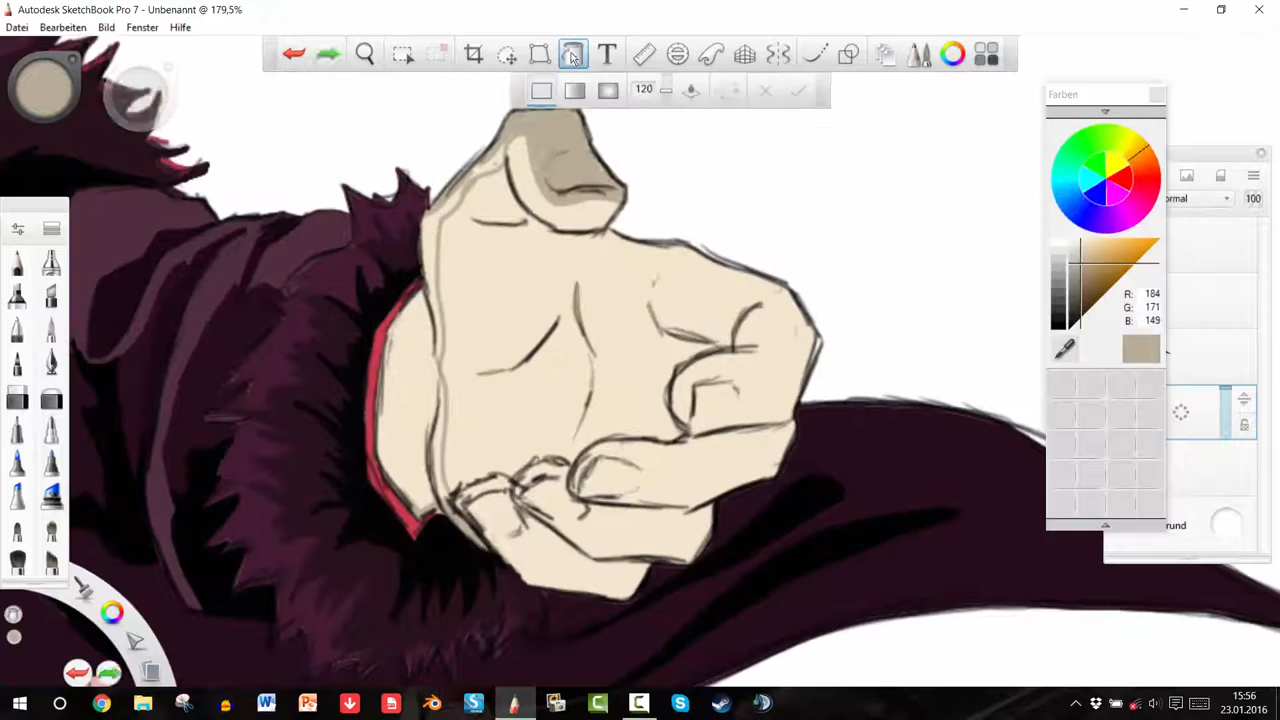 Autodesk SketchBook Pro 7 - Unbenannt @ 179,5%
Datei Bearbeiten Bild Fenster Hilfe
T
120
Farben
ormal 100
R: 184
G: 171
B: 149
rund
15:56
23.01.2016